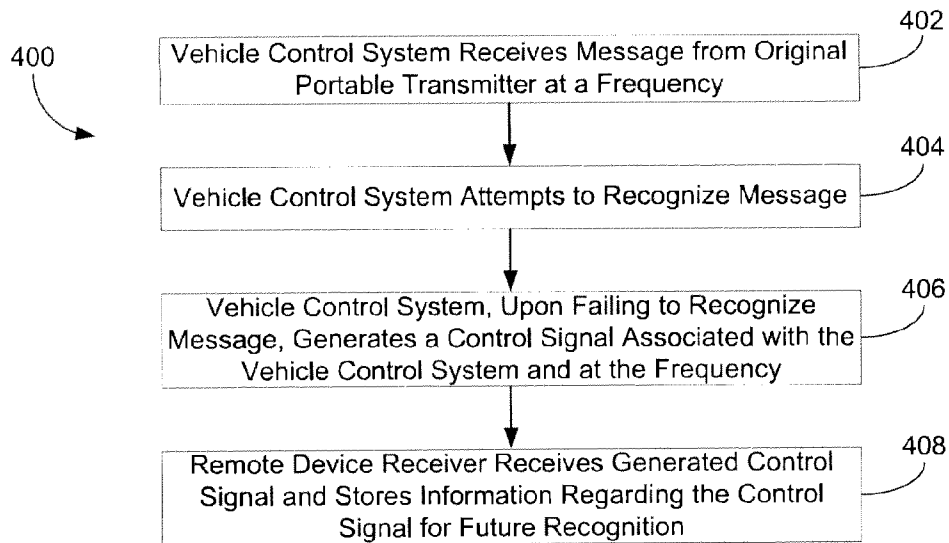 400
402
Vehicle Control System Receives Message from Original
Portable Transmitter at a Frequency
404
Vehicle Control System Attempts to Recognize Message
406
Vehicle Control System, Upon Failing to Recognize
Message, Generates a Control Signal Associated with the
Vehicle Control System and at the Frequency
408
Remote Device Receiver Receives Generated Control
Signal and Stores Information Regarding the Control
Signal for Future Recognition